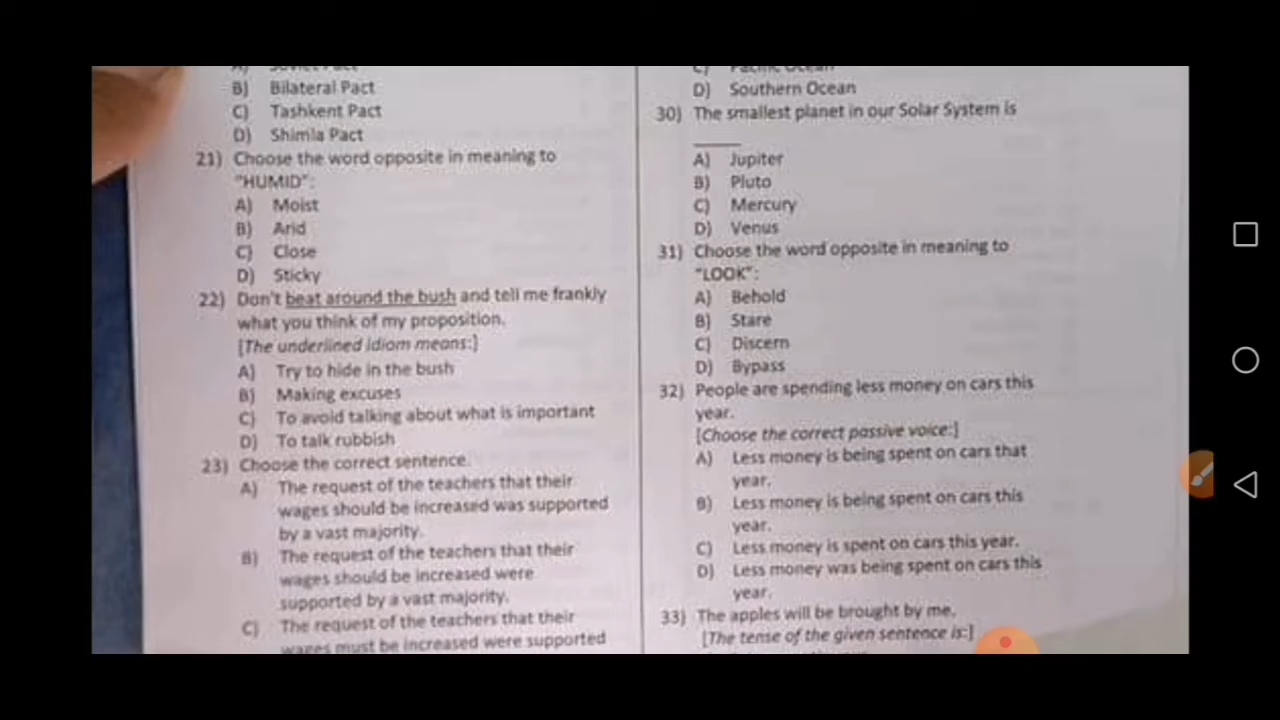 B) Bilateral Pact
C) Tashkent Pact
D) Shimla Pact
21) Choose the word opposite in meaning to
"HUMID":
A) Moist
B) Arid
C) Close
D) Sticky
22) Don't beat around the bush and tell me frankly
what you think of my proposition.
[The underlined idiom means:]
A) Try to hide in the bush
B) Making excuses
C) To avoid talking about what is important
D) To talk rubbish
23) Choose the correct sentence.
A) The request of the teachers that their
wages should be increased was supported
by a vast majority.
B) The request of the teachers that their
wages should be increased were
supported by a vast majority.
C) The request of the teachers that their
wages must be increased were supported
C) Pacific Ocean
D) Southern Ocean
30) The smallest planet in our Solar System is
_____
A) Jupiter
B) Pluto
C) Mercury
D) Venus
31) Choose the word opposite in meaning to
"LOOK":
A) Behold
B) Stare
C) Discern
D) Bypass
32) People are spending less money on cars this
year.
[Choose the correct passive voice:]
A) Less money is being spent on cars that
year.
B) Less money is being spent on cars this
year.
C) Less money is spent on cars this year.
D) Less money was being spent on cars this
year.
33) The apples will be brought by me.
[The tense of the given sentence is:]